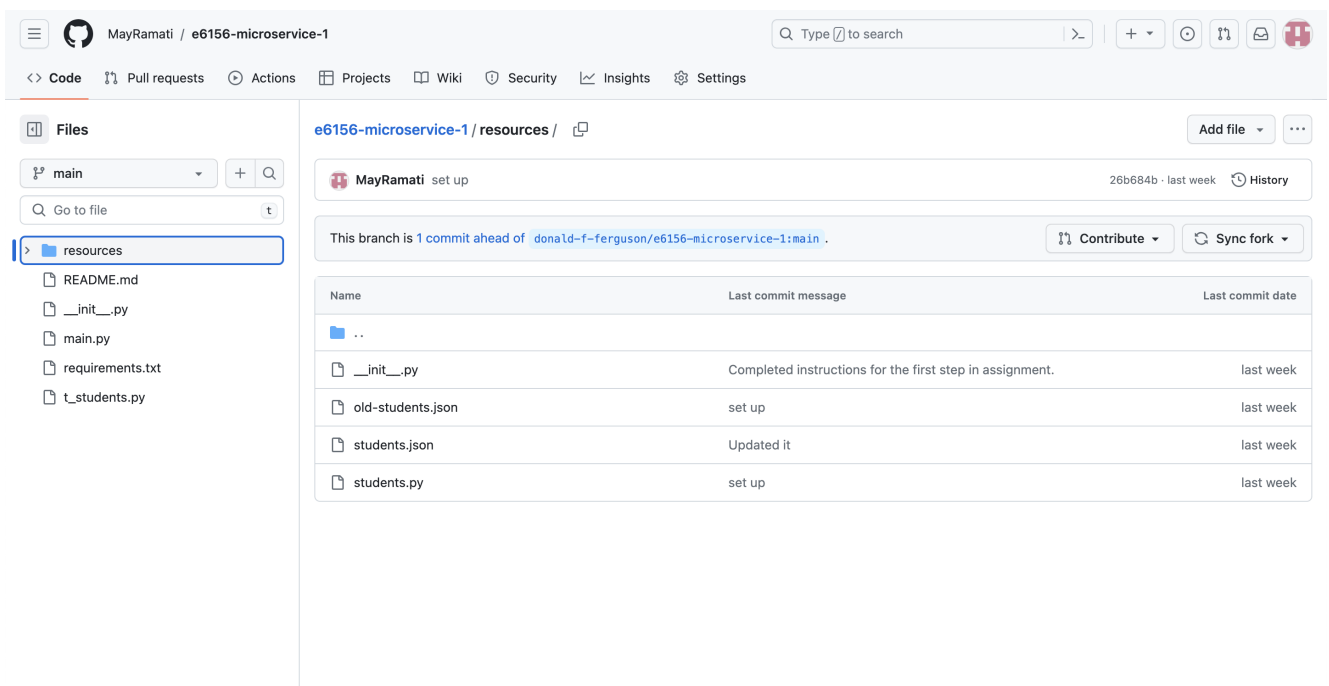 MayRamati / e6156-microservice-1
Type / to search
Code Pull requests Actions Projects Wiki Security Insights Settings
Files
main
Go to file t
resources
README.md
__init__.py
main.py
requirements.txt
t_students.py
e6156-microservice-1 / resources /
Add file
MayRamati set up 26b684b · last week History
This branch is 1 commit ahead of donald-f-ferguson/e6156-microservice-1:main .
Contribute Sync fork
Name Last commit message Last commit date
..
__init__.py Completed instructions for the first step in assignment. last week
old-students.json set up last week
students.json Updated it last week
students.py set up last week